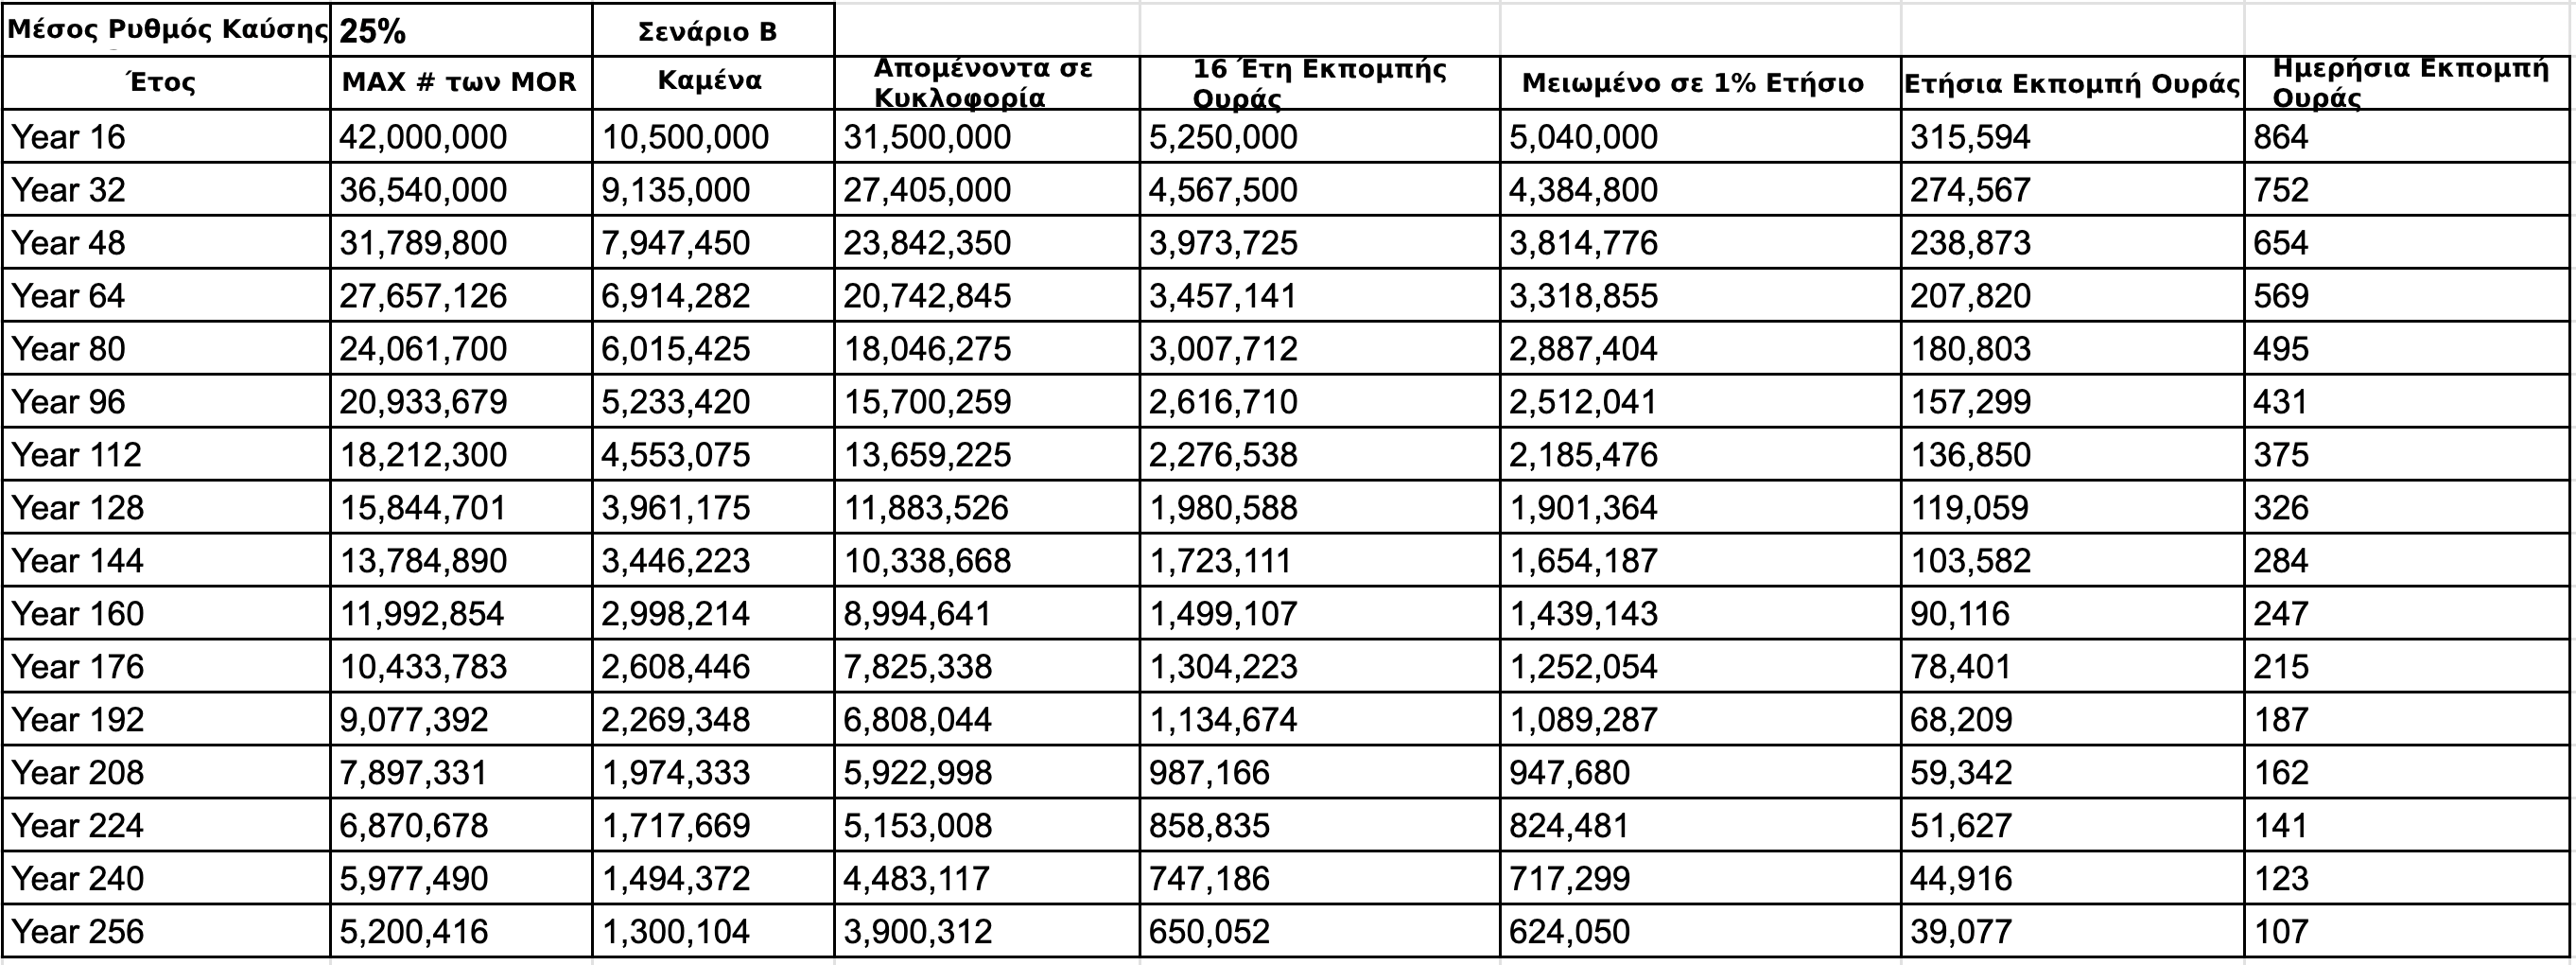 Μέσος Ρυθμός Καύσης 25% Σενάριο Β
Έτος MAX # των MOR Καμένα Απομένοντα σε Κυκλοφορία 16 Έτη Εκπομπής Ουράς Μειωμένο σε 1% Ετήσιο Ετήσια Εκπομπή Ουράς Ημερήσια Εκπομπή Ουράς
Year 16 42,000,000 10,500,000 31,500,000 5,250,000 5,040,000 315,594 864
Year 32 36,540,000 9,135,000 27,405,000 4,567,500 4,384,800 274,567 752
Year 48 31,789,800 7,947,450 23,842,350 3,973,725 3,814,776 238,873 654
Year 64 27,657,126 6,914,282 20,742,845 3,457,141 3,318,855 207,820 569
Year 80 24,061,700 6,015,425 18,046,275 3,007,712 2,887,404 180,803 495
Year 96 20,933,679 5,233,420 15,700,259 2,616,710 2,512,041 157,299 431
Year 112 18,212,300 4,553,075 13,659,225 2,276,538 2,185,476 136,850 375
Year 128 15,844,701 3,961,175 11,883,526 1,980,588 1,901,364 119,059 326
Year 144 13,784,890 3,446,223 10,338,668 1,723,111 1,654,187 103,582 284
Year 160 11,992,854 2,998,214 8,994,641 1,499,107 1,439,143 90,116 247
Year 176 10,433,783 2,608,446 7,825,338 1,304,223 1,252,054 78,401 215
Year 192 9,077,392 2,269,348 6,808,044 1,134,674 1,089,287 68,209 187
Year 208 7,897,331 1,974,333 5,922,998 987,166 947,680 59,342 162
Year 224 6,870,678 1,717,669 5,153,008 858,835 824,481 51,627 141
Year 240 5,977,490 1,494,372 4,483,117 747,186 717,299 44,916 123
Year 256 5,200,416 1,300,104 3,900,312 650,052 624,050 39,077 107